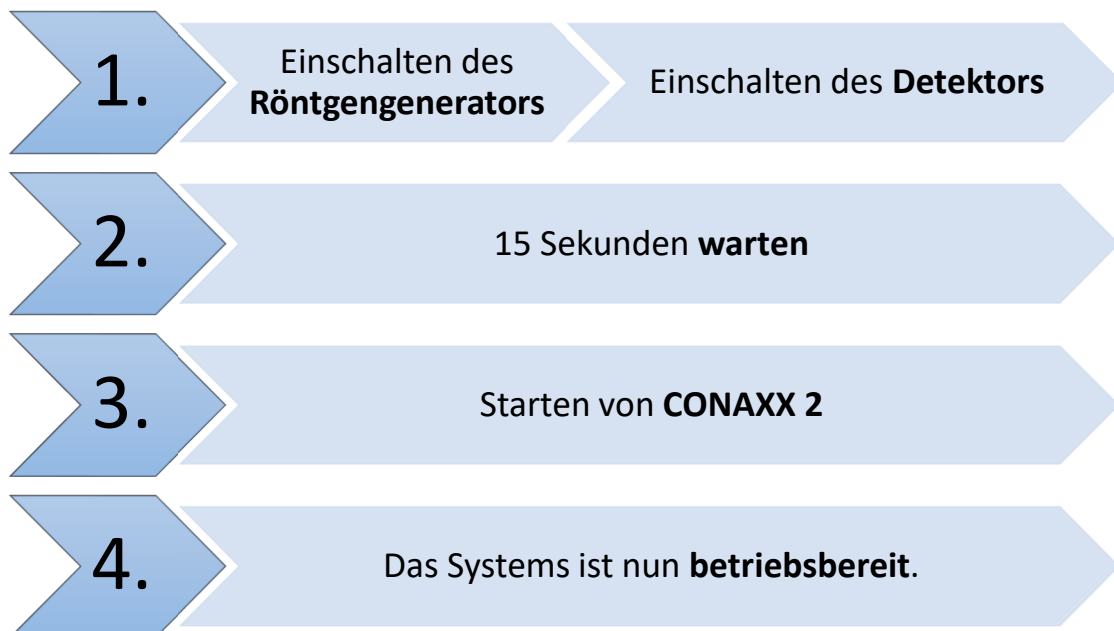 1.
Einschalten des
Röntgengenerators
Einschalten des Detektors
2.
15 Sekunden warten
3.
Starten von CONAXX 2
4.
Das Systems ist nun betriebsbereit.